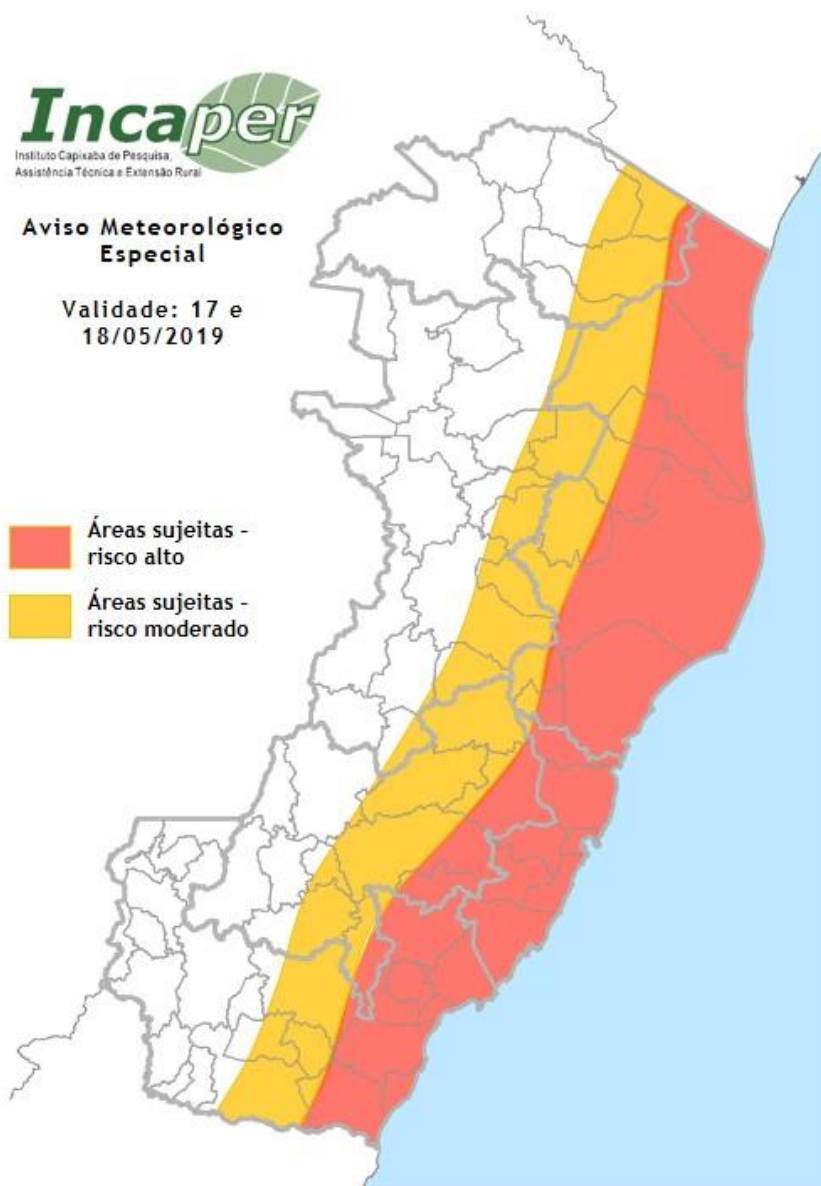 Incaper
Instituto Capixaba de Pesquisa,
Assistência Técnica e Extensão Rural
Aviso Meteorológico
Especial
Validade: 17 e
18/05/2019
Áreas sujeitas -
risco alto
Áreas sujeitas -
risco moderado